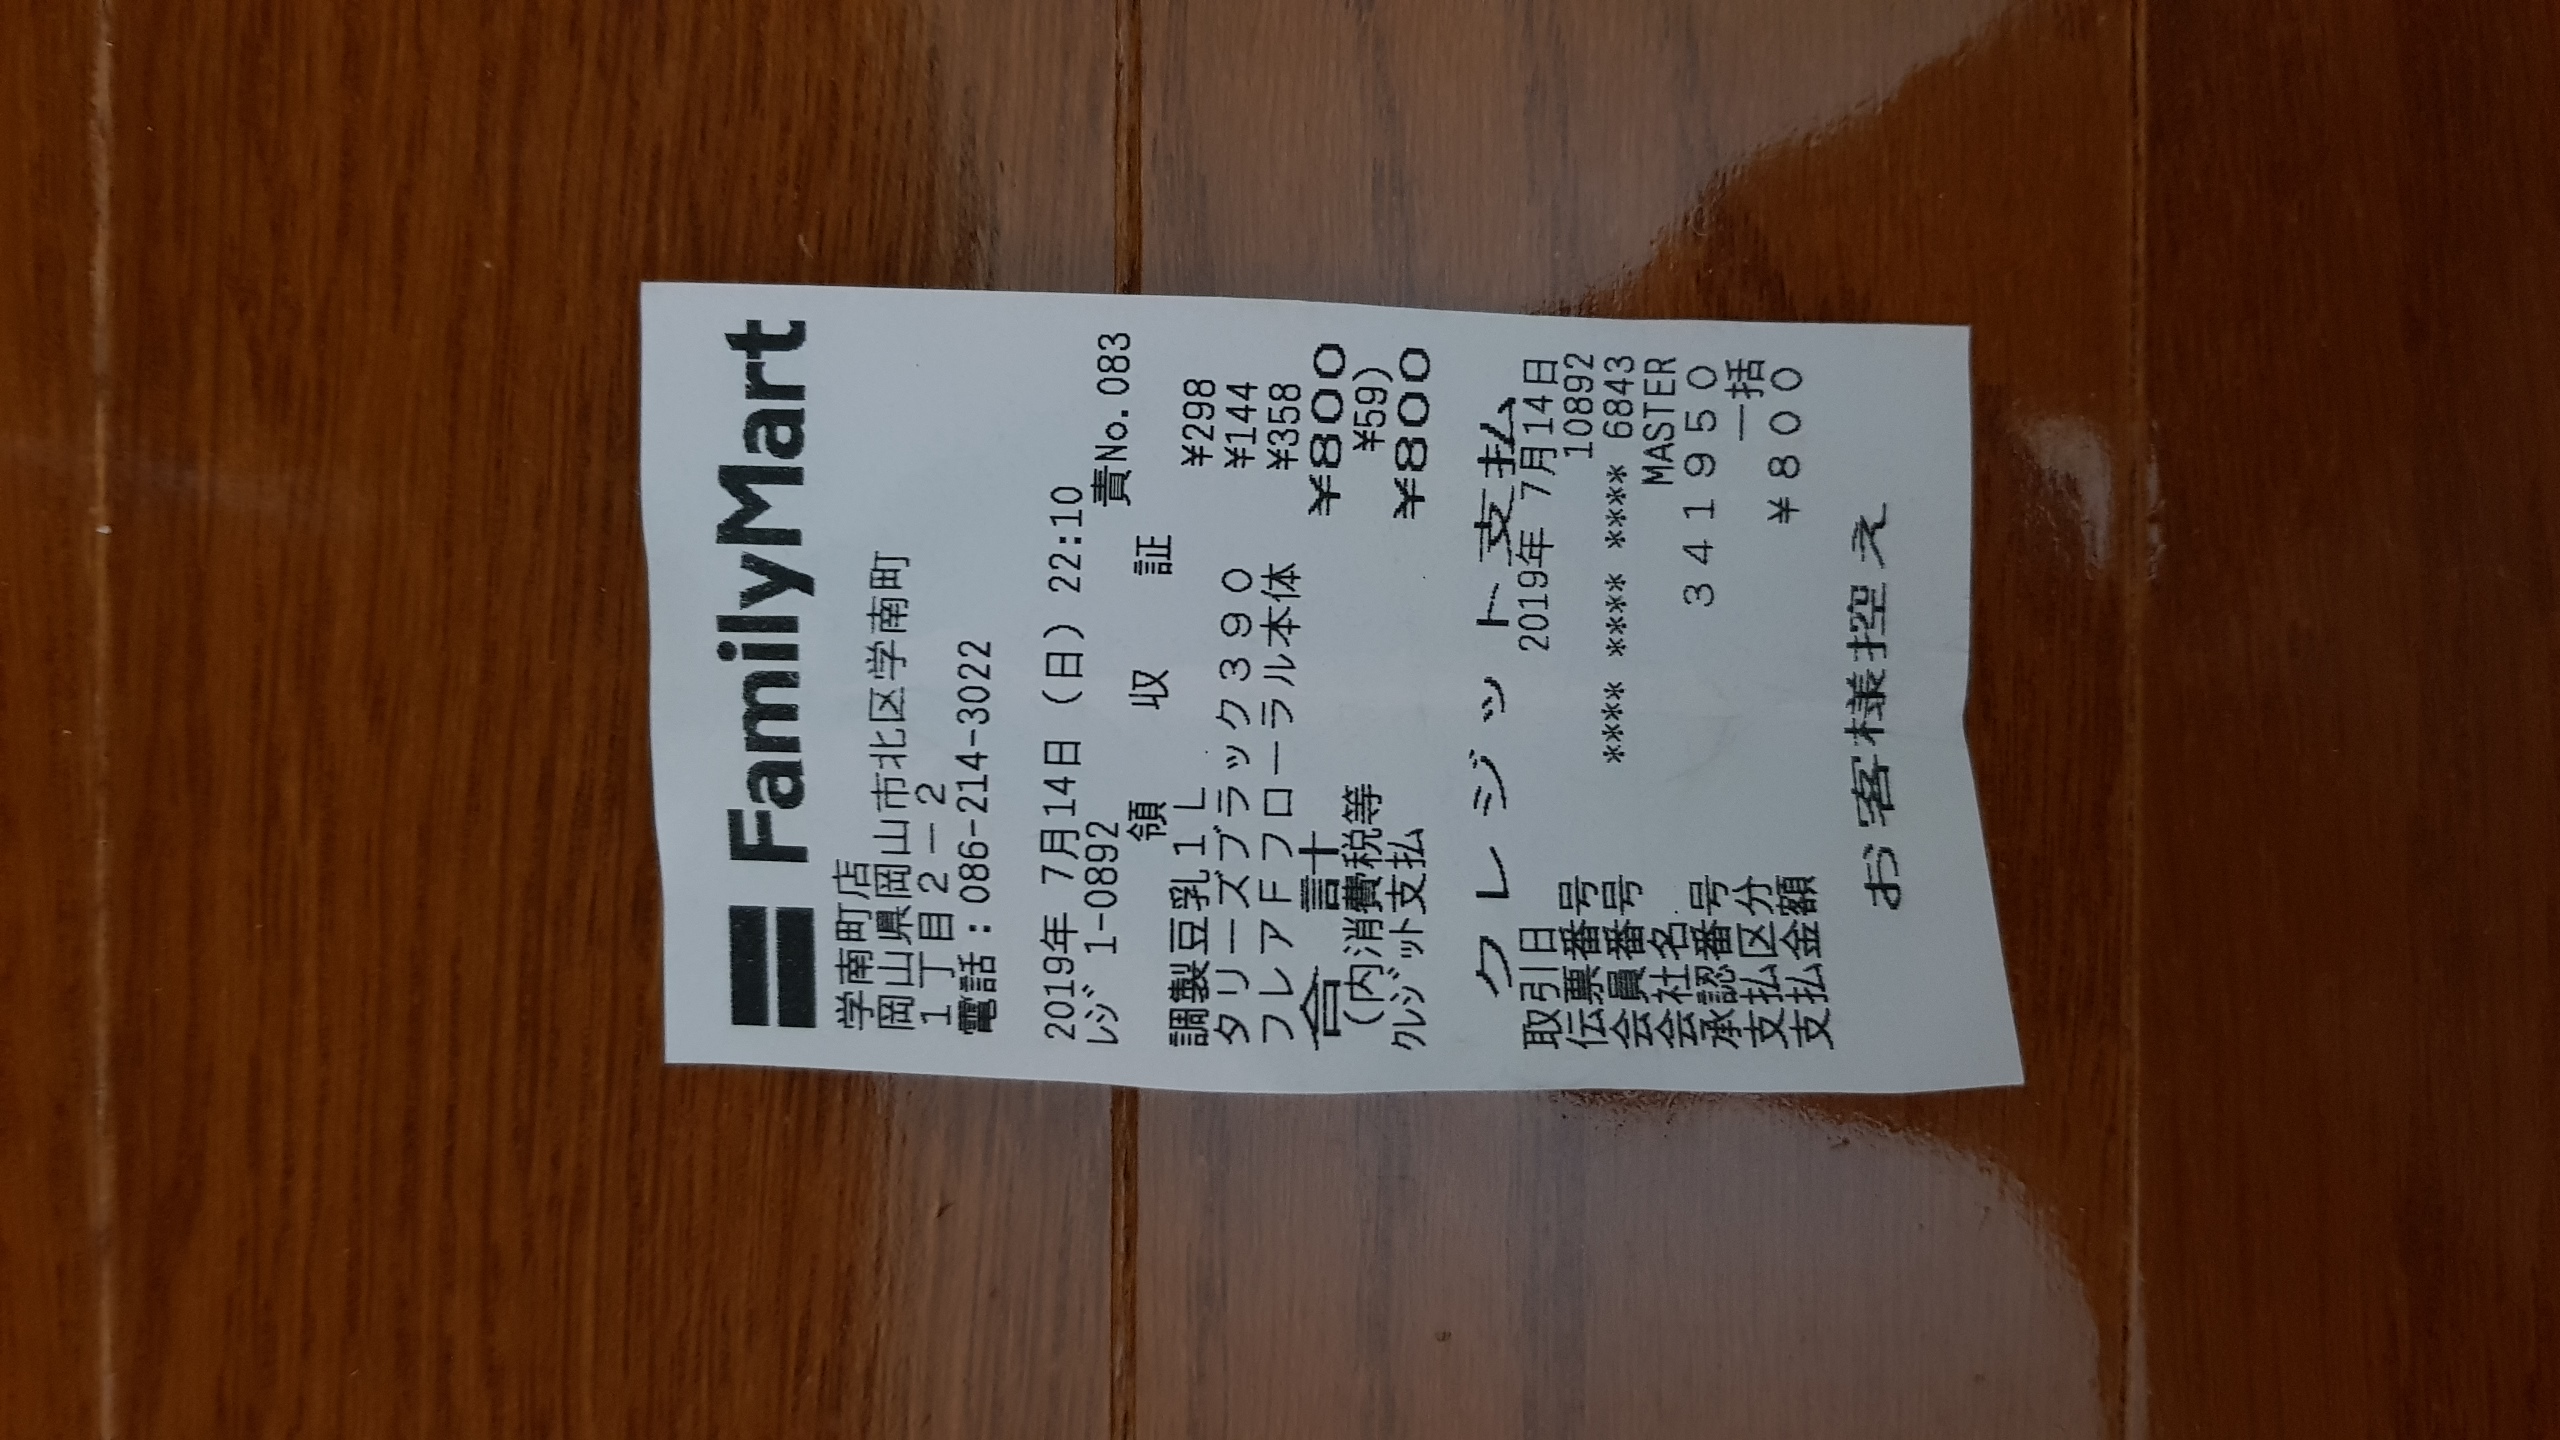 FamilyMart
学南町店
岡山県岡山市北区学南町
１丁目２－２
電話：086-214-3022
2019年 7月14日（日）22:10
ﾚｼﾞ 1-0892 責No.083
領 収 証
調製豆乳１Ｌ ¥298
タリーズブラック３９０ ¥144
フレアＦフローラル本体 ¥358
合 計 ¥800
（内消費税等 ¥59）
ｸﾚｼﾞｯﾄ支払 ¥800
クレジット支払
取引日 2019年 7月14日
伝票番号 10892
会員番号 **** **** **** 6843
会社名 MASTER
承認番号 ３４１９５０
支払区分 一括
支払金額 ￥８００
お客様控え